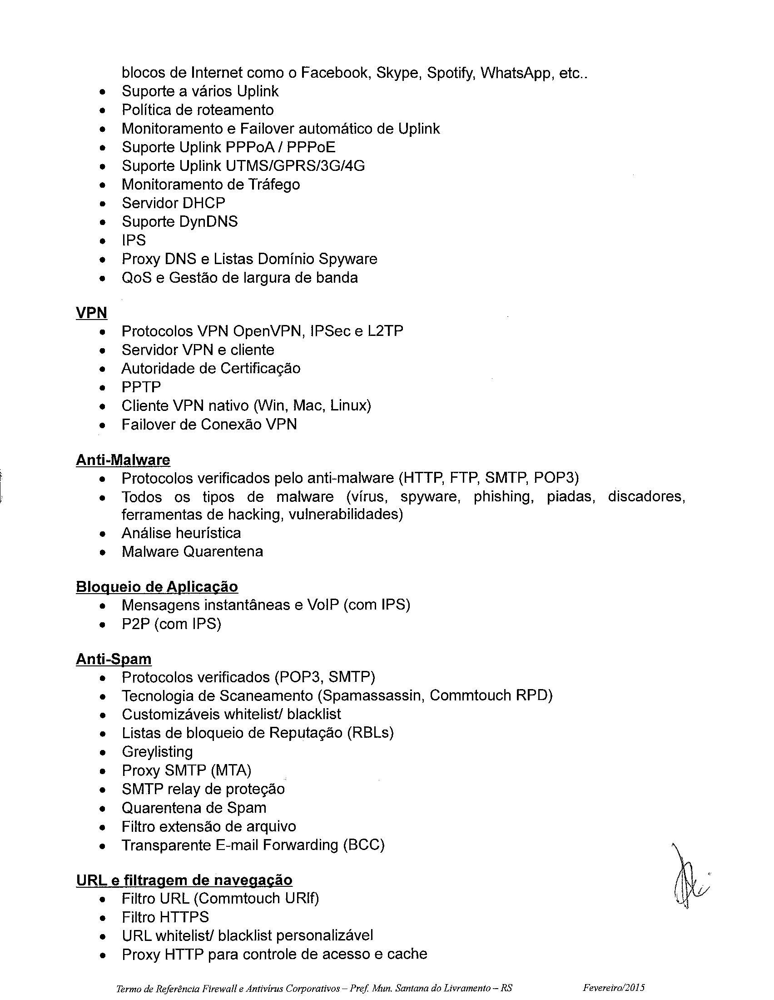 blocos de Internet como o Facebook, Skype, Spotify, WhatsApp, etc..
• Suporte a vários Uplink
• Política de roteamento
• Monitoramento e Failover automático de Uplink
• Suporte Uplink PPPoA / PPPoE
• Suporte Uplink UTMS/GPRS/3G/4G
• Monitoramento de Tráfego
• Servidor DHCP
• Suporte DynDNS
• IPS
• Proxy DNS e Listas Domínio Spyware
• QoS e Gestão de largura de banda
VPN
• Protocolos VPN OpenVPN, IPSec e L2TP
• Servidor VPN e cliente
• Autoridade de Certificação
• PPTP
• Cliente VPN nativo (Win, Mac, Linux)
• Failover de Conexão VPN
Anti-Malware
• Protocolos verificados pelo anti-malware (HTTP, FTP, SMTP, POP3)
• Todos os tipos de malware (vírus, spyware, phishing, piadas, discadores,
ferramentas de hacking, vulnerabilidades)
• Análise heurística
• Malware Quarentena
Bloqueio de Aplicação
• Mensagens instantâneas e VoIP (com IPS)
• P2P (com IPS)
Anti-Spam
• Protocolos verificados (POP3, SMTP)
• Tecnologia de Scaneamento (Spamassassin, Commtouch RPD)
• Customizáveis whitelist/ blacklist
• Listas de bloqueio de Reputação (RBLs)
• Greylisting
• Proxy SMTP (MTA)
• SMTP relay de proteção
• Quarentena de Spam
• Filtro extensão de arquivo
• Transparente E-mail Forwarding (BCC)
URL e filtragem de navegação
• Filtro URL (Commtouch URlf)
• Filtro HTTPS
• URL whitelist/ blacklist personalizável
• Proxy HTTP para controle de acesso e cache
Termo de Referência Firewall e Antivírus Corporativos – Pref. Mun. Santana do Livramento – RS Fevereiro/2015